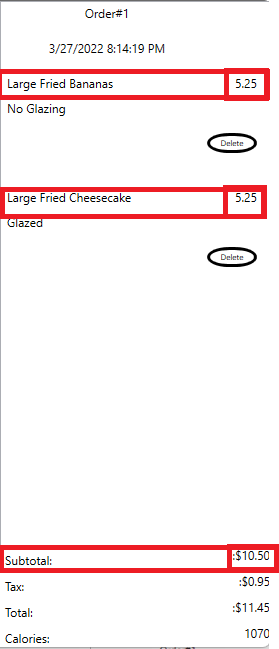 Order#1
3/27/2022 8:14:19 PM
Large Fried Bananas 5.25
No Glazing
Delete
Large Fried Cheesecake 5.25
Glazed
Delete
Subtotal: :$10.50
Tax: :$0.95
Total: :$11.45
Calories: 1070